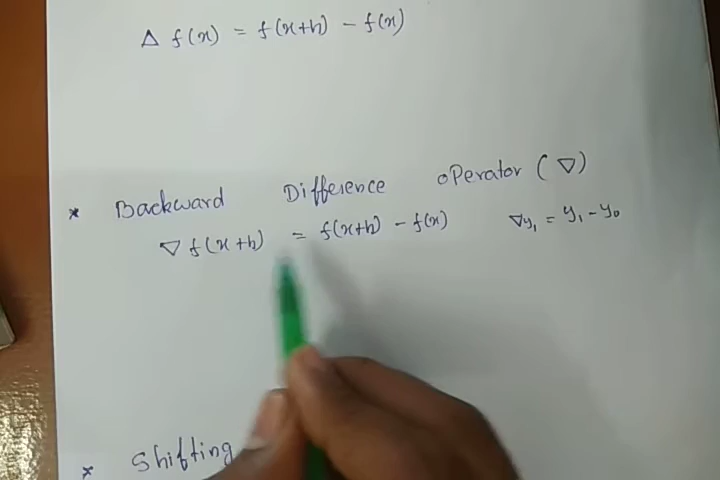 Δ f(x) = f(x+h) - f(x)
* Backward Difference operator (∇)
∇ f(x+h) = f(x+h) - f(x) ∇y₁ = y₁ - y₀
* Shifting